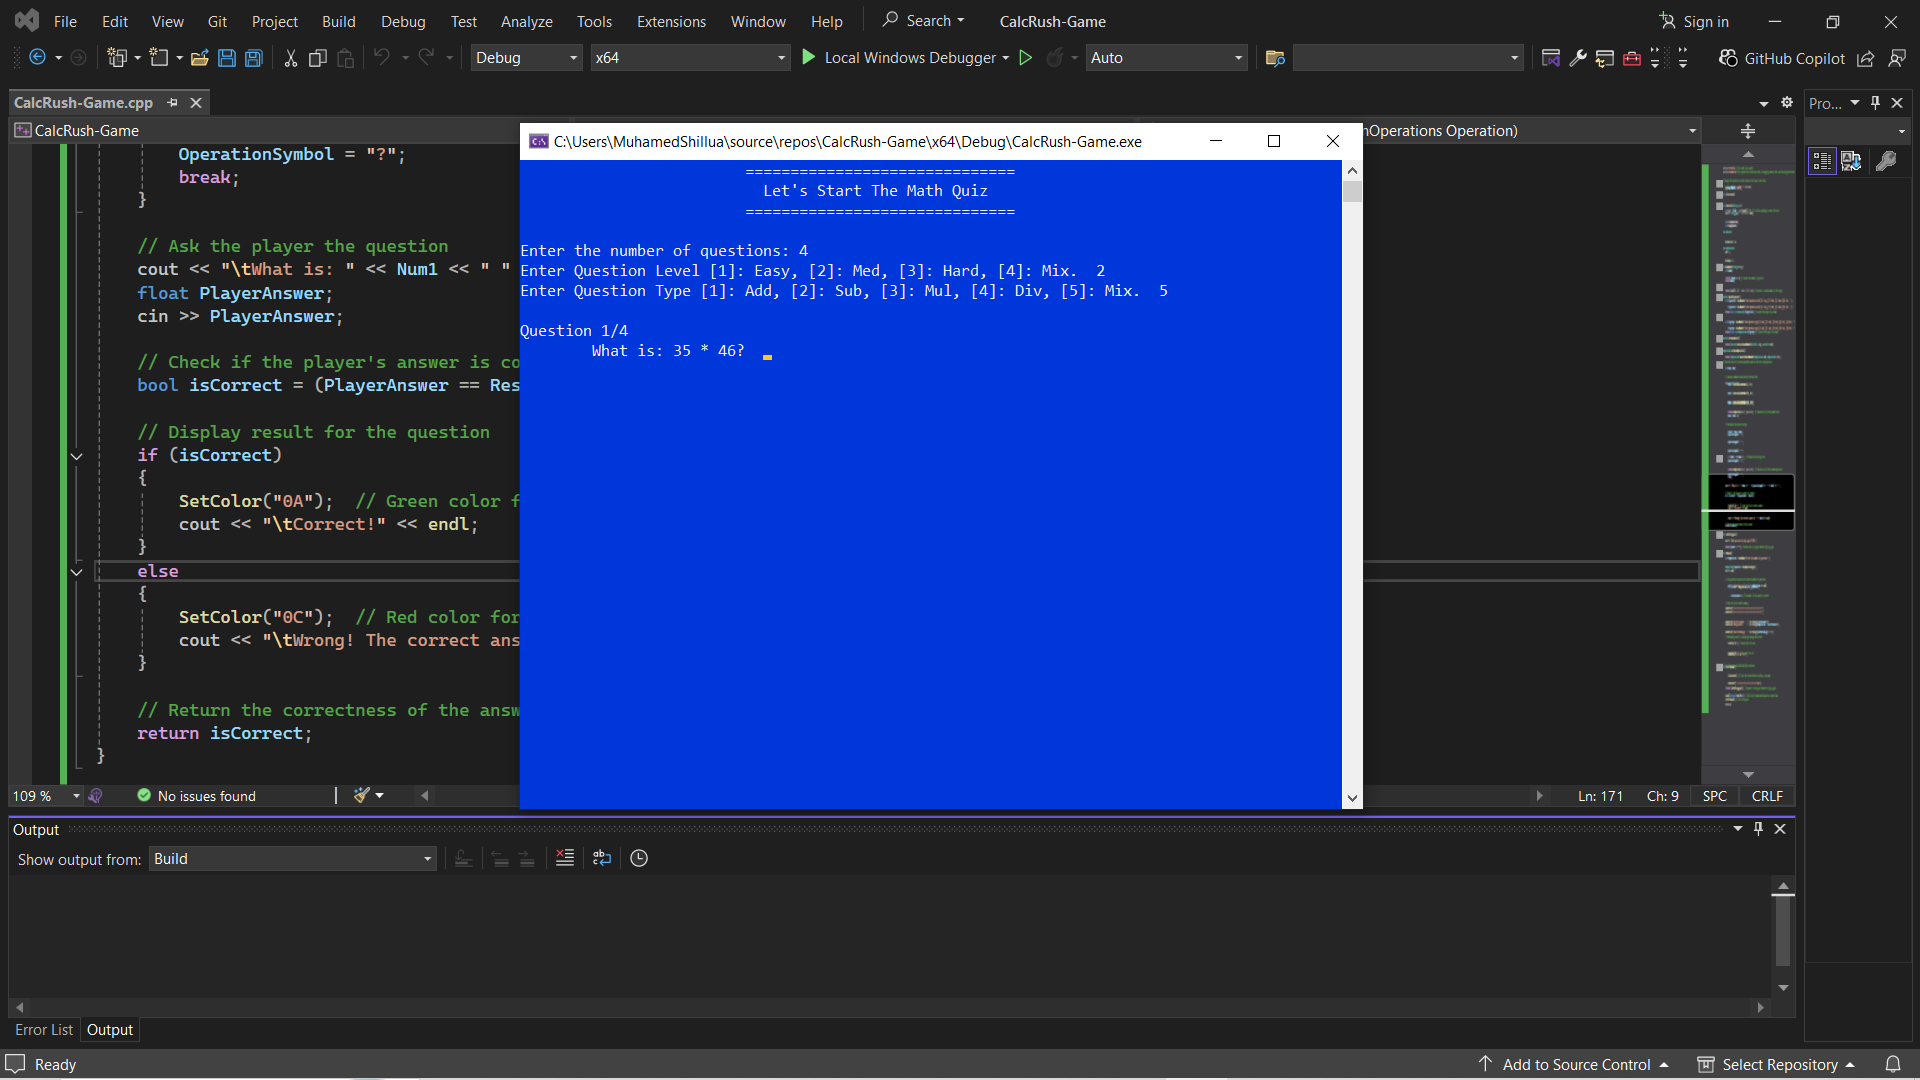 File Edit View Git Project Build Debug Test Analyze Tools Extensions Window Help Search CalcRush-Game Sign in
Debug x64 Local Windows Debugger Auto GitHub Copilot
CalcRush-Game.cpp Pro...
CalcRush-Game nOperations Operation)
C:\Users\MuhamedShillua\source\repos\CalcRush-Game\x64\Debug\CalcRush-Game.exe
==============================
Let's Start The Math Quiz
==============================
Enter the number of questions: 4
Enter Question Level [1]: Easy, [2]: Med, [3]: Hard, [4]: Mix.  2
Enter Question Type [1]: Add, [2]: Sub, [3]: Mul, [4]: Div, [5]: Mix.  5
Question 1/4
What is: 35 * 46?
OperationSymbol = "?";
break;
}
// Ask the player the question
cout << "\tWhat is: " << Num1 << " "
float PlayerAnswer;
cin >> PlayerAnswer;
// Check if the player's answer is co
bool isCorrect = (PlayerAnswer == Res
// Display result for the question
if (isCorrect)
{
SetColor("0A");  // Green color f
cout << "\tCorrect!" << endl;
}
else
{
SetColor("0C");  // Red color for
cout << "\tWrong! The correct ans
}
// Return the correctness of the answ
return isCorrect;
}
109 % No issues found Ln: 171 Ch: 9 SPC CRLF
Output
Show output from: Build
Error List Output
Ready Add to Source Control Select Repository